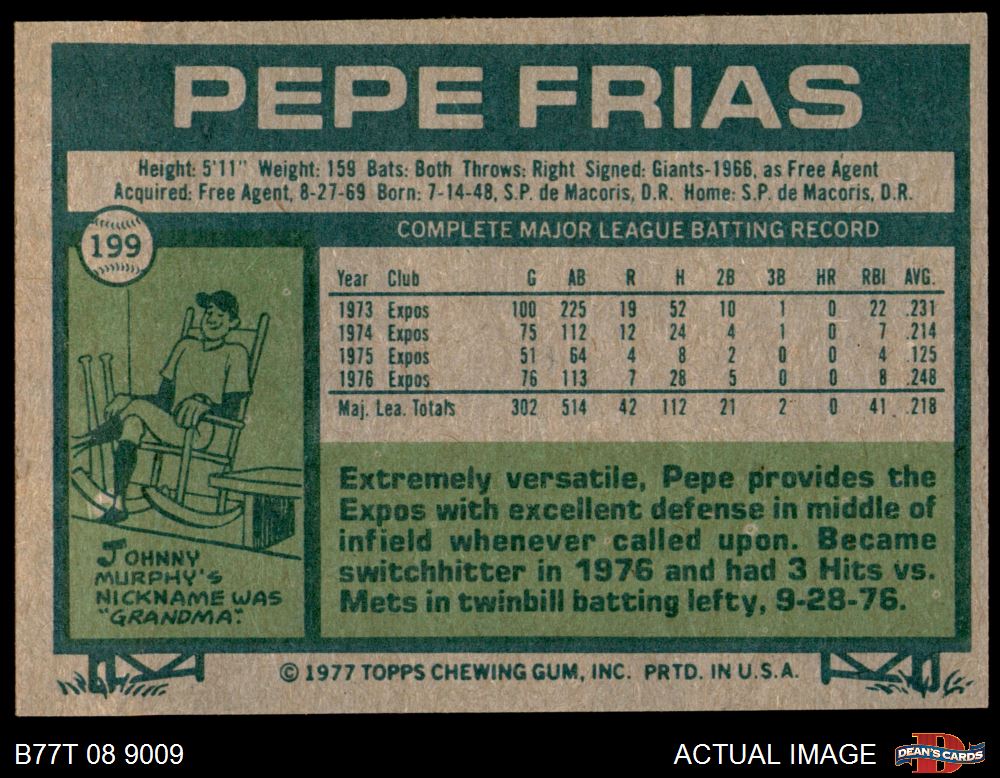 PEPE FRIAS
Height: 5'11" Weight: 159 Bats: Both Throws: Right Signed: Giants-1966, as Free Agent
Acquired: Free Agent, 8-27-69 Born: 7-14-48, S.P. de Macoris, D.R. Home: S.P. de Macoris, D.R.
199
COMPLETE MAJOR LEAGUE BATTING RECORD
Year Club G AB R H 2B 3B HR RBI AVG.
1973 Expos 100 225 19 52 10 1 0 22 .231
1974 Expos 75 112 12 24 4 1 0 7 .214
1975 Expos 51 64 4 8 2 0 0 4 .125
1976 Expos 76 113 7 28 5 0 0 8 .248
Maj. Lea. Totals 302 514 42 112 21 2 0 41 .218
JOHNNY
MURPHY'S
NICKNAME WAS
"GRANDMA".
Extremely versatile, Pepe provides the
Expos with excellent defense in middle of
infield whenever called upon. Became
switchhitter in 1976 and had 3 Hits vs.
Mets in twinbill batting lefty, 9-28-76.
© 1977 TOPPS CHEWING GUM, INC. PRTD. IN U.S.A.
B77T 08 9009
ACTUAL IMAGE
DEAN'S CARDS